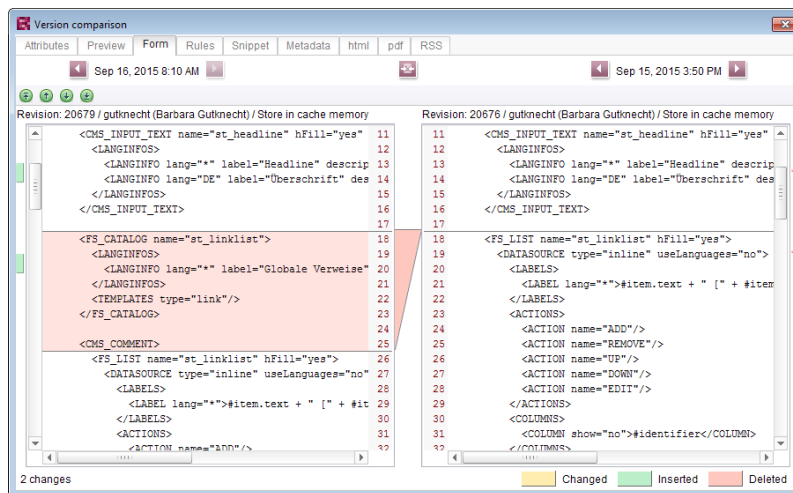 Version comparison
Attributes Preview Form Rules Snippet Metadata html pdf RSS
Sep 16, 2015 8:10 AM
Sep 15, 2015 3:50 PM
Revision: 20679 / gutknecht (Barbara Gutknecht) / Store in cache memory
<CMS_INPUT_TEXT name="st_headline" hFill="yes" 11
<LANGINFOS> 12
<LANGINFO lang="*" label="Headline" descrip 13
<LANGINFO lang="DE" label="Überschrift" des 14
</LANGINFOS> 15
</CMS_INPUT_TEXT> 16
17
<FS_CATALOG name="st_linklist"> 18
<LANGINFOS> 19
<LANGINFO lang="*" label="Globale Verweise" 20
</LANGINFOS> 21
<TEMPLATES type="link"/> 22
</FS_CATALOG> 23
24
<CMS_COMMENT> 25
<FS_LIST name="st_linklist" hFill="yes"> 26
<DATASOURCE type="inline" useLanguages="no" 27
<LABELS> 28
<LABEL lang="*">#item.text + " [" + #it 29
</LABELS> 30
<ACTIONS> 31
<ACTION name="ADD"/> 32
Revision: 20676 / gutknecht (Barbara Gutknecht) / Store in cache memory
11 <CMS_INPUT_TEXT name="st_headline" hFill="yes"
12 <LANGINFOS>
13 <LANGINFO lang="*" label="Headline" descrip
14 <LANGINFO lang="DE" label="Überschrift" des
15 </LANGINFOS>
16 </CMS_INPUT_TEXT>
17
18 <FS_LIST name="st_linklist" hFill="yes">
19 <DATASOURCE type="inline" useLanguages="no">
20 <LABELS>
21 <LABEL lang="*">#item.text + " [" + #item
22 </LABELS>
23 <ACTIONS>
24 <ACTION name="ADD"/>
25 <ACTION name="REMOVE"/>
26 <ACTION name="UP"/>
27 <ACTION name="DOWN"/>
28 <ACTION name="EDIT"/>
29 </ACTIONS>
30 <COLUMNS>
31 <COLUMN show="no">#identifier</COLUMN>
32 </COLUMNS>
2 changes
Changed Inserted Deleted